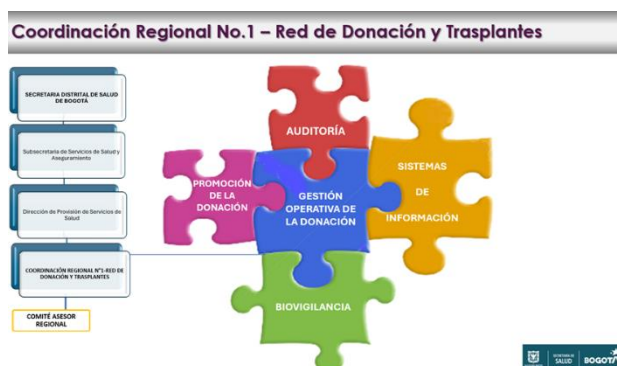 Coordinación Regional No.1 – Red de Donación y Trasplantes
SECRETARIA DISTRITAL DE SALUD
DE BOGOTÁ
Subsecretaría de Servicios de Salud y
Aseguramiento
Dirección de Provisión de Servicios de
Salud
COORDINACIÓN REGIONAL N°1-RED DE
DONACIÓN Y TRASPLANTES
COMITÉ ASESOR
REGIONAL
AUDITORÍA
PROMOCIÓN
DE LA
DONACIÓN
GESTIÓN
OPERATIVA DE
LA DONACIÓN
SISTEMAS
DE
INFORMACIÓN
BIOVIGILANCIA
SECRETARÍA DE
SALUD
BOGOTÁ